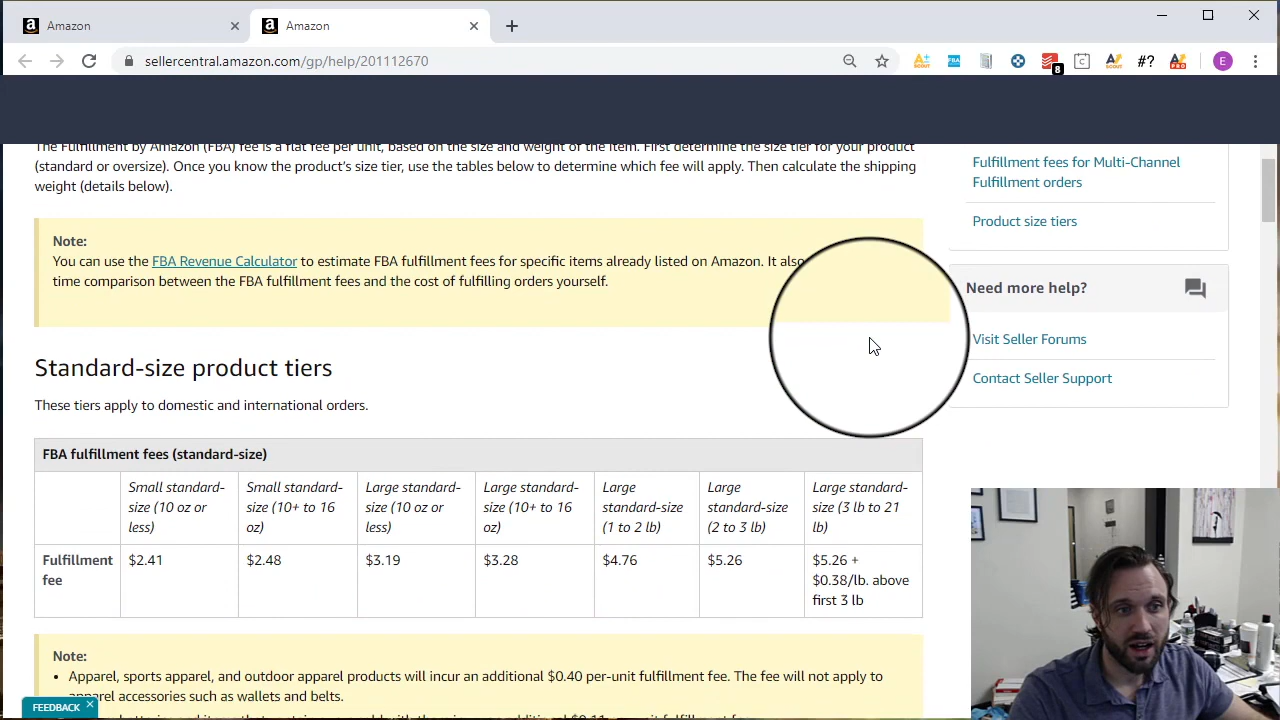 Amazon
Amazon
sellercentral.amazon.com/gp/help/201112670
8
#?
E
The Fulfillment by Amazon (FBA) fee is a flat fee per unit, based on the size and weight of the item. First determine the size tier for your product
(standard or oversize). Once you know the product's size tier, use the tables below to determine which fee will apply. Then calculate the shipping
weight (details below).
Note:
You can use the FBA Revenue Calculator to estimate FBA fulfillment fees for specific items already listed on Amazon. It also
time comparison between the FBA fulfillment fees and the cost of fulfilling orders yourself.
Standard-size product tiers
These tiers apply to domestic and international orders.
FBA fulfillment fees (standard-size)
Small standard-
size (10 oz or
less)
Small standard-
size (10+ to 16
oz)
Large standard-
size (10 oz or
less)
Large standard-
size (10+ to 16
oz)
Large
standard-size
(1 to 2 lb)
Large
standard-size
(2 to 3 lb)
Large standard-
size (3 lb to 21
lb)
Fulfillment
fee
$2.41
$2.48
$3.19
$3.28
$4.76
$5.26
$5.26 +
$0.38/lb. above
first 3 lb
Note:
• Apparel, sports apparel, and outdoor apparel products will incur an additional $0.40 per-unit fulfillment fee. The fee will not apply to
apparel accessories such as wallets and belts.
FEEDBACK
Fulfillment fees for Multi-Channel
Fulfillment orders
Product size tiers
Need more help?
Visit Seller Forums
Contact Seller Support